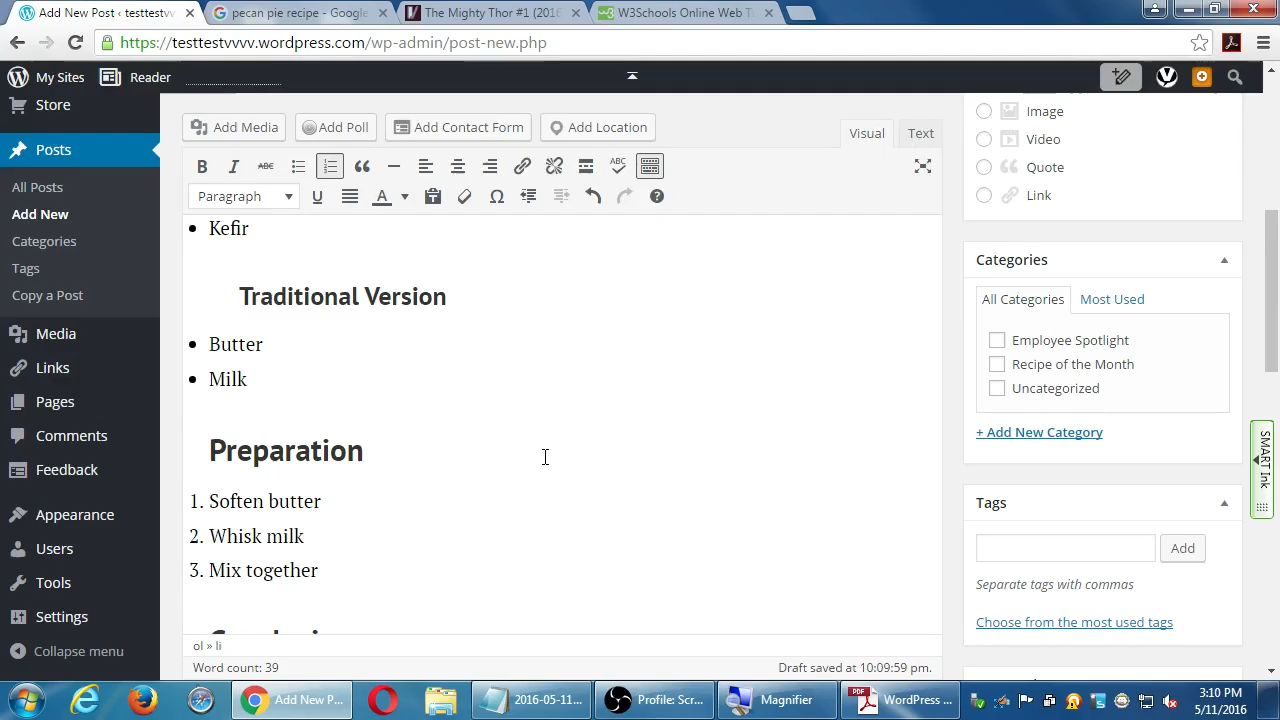 Add New Post ‹ testtestvv
pecan pie recipe - Google
The Mighty Thor #1 (2016
W3Schools Online Web T
https://testtestvvvv.wordpress.com/wp-admin/post-new.php
My Sites
Reader
Store
Posts
All Posts
Add New
Categories
Tags
Copy a Post
Media
Links
Pages
Comments
Feedback
Appearance
Users
Tools
Settings
Collapse menu
Add Media
Add Poll
Add Contact Form
Add Location
Visual
Text
B I ABC
ABC
Paragraph
U
A
Ω
Kefir
Traditional Version
Butter
Milk
Preparation
1. Soften butter
2. Whisk milk
3. Mix together
ol » li
Word count: 39
Draft saved at 10:09:59 pm.
Image
Video
Quote
Link
Categories
All Categories
Most Used
Employee Spotlight
Recipe of the Month
Uncategorized
+ Add New Category
Tags
Add
Separate tags with commas
Choose from the most used tags
SMART Ink
Add New P...
2016-05-11...
Profile: Scr...
Magnifier
PDF
WordPress ...
3:10 PM
5/11/2016